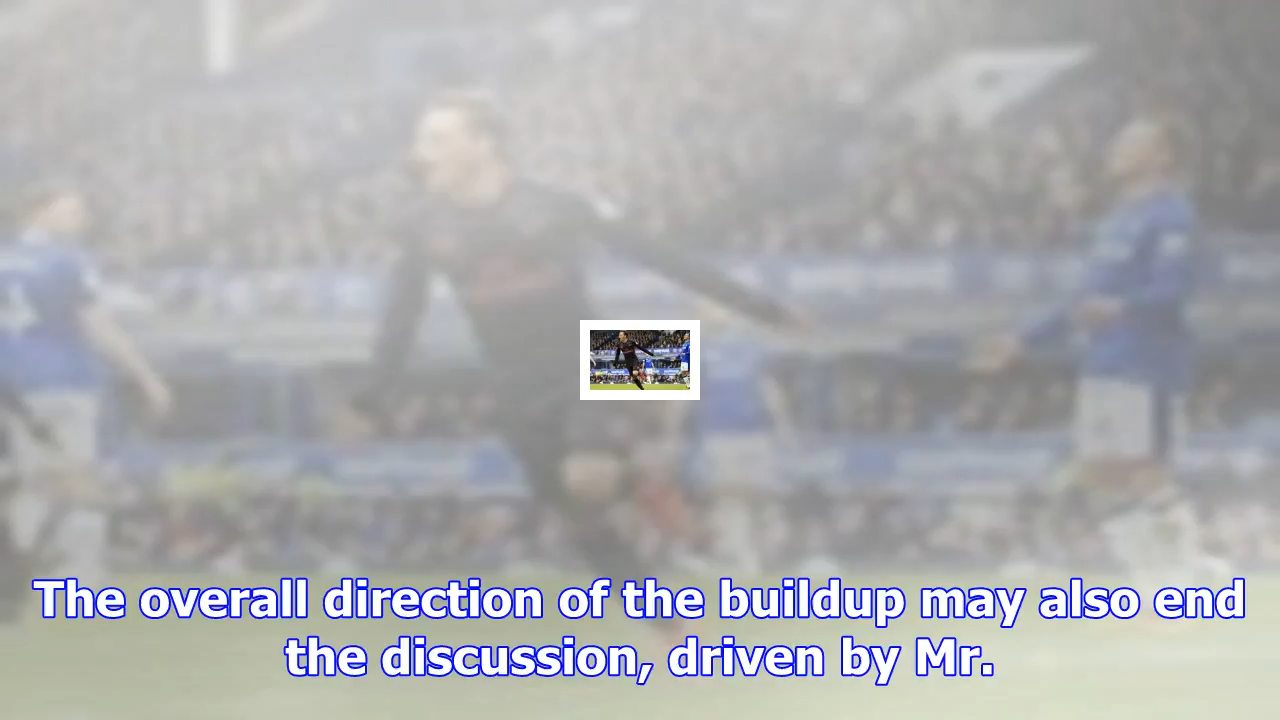 The overall direction of the buildup may also end
the discussion, driven by Mr.